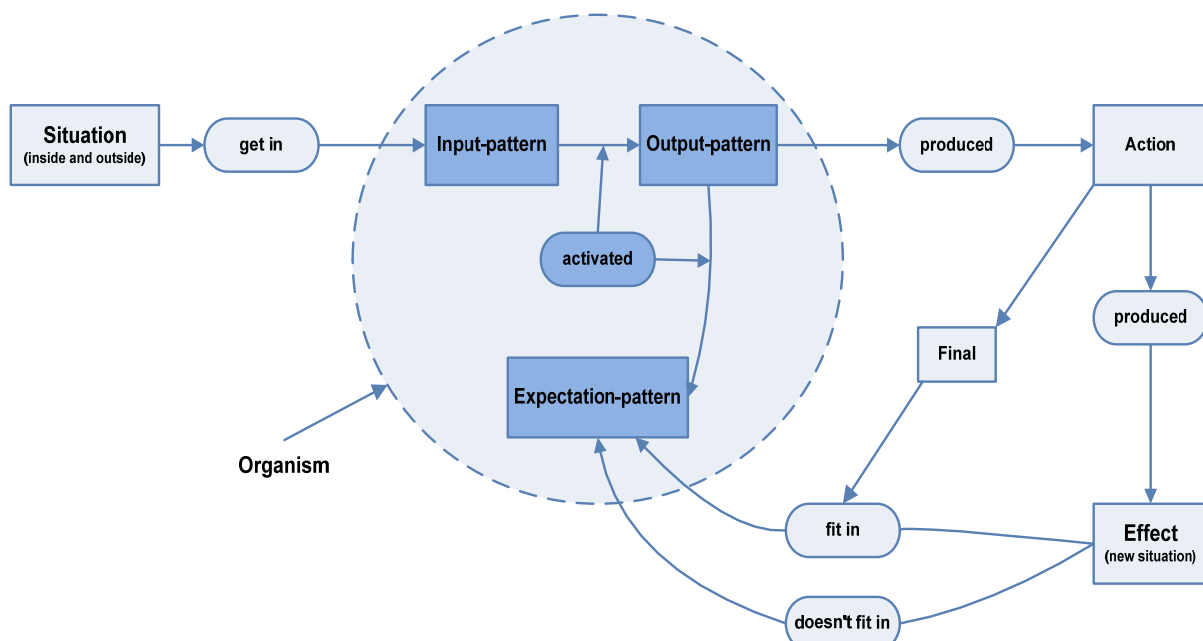 Situation
(inside and outside)
get in
Input-pattern
Output-pattern
produced
Action
activated
produced
Final
Expectation-pattern
Organism
fit in
Effect
(new situation)
doesn't fit in